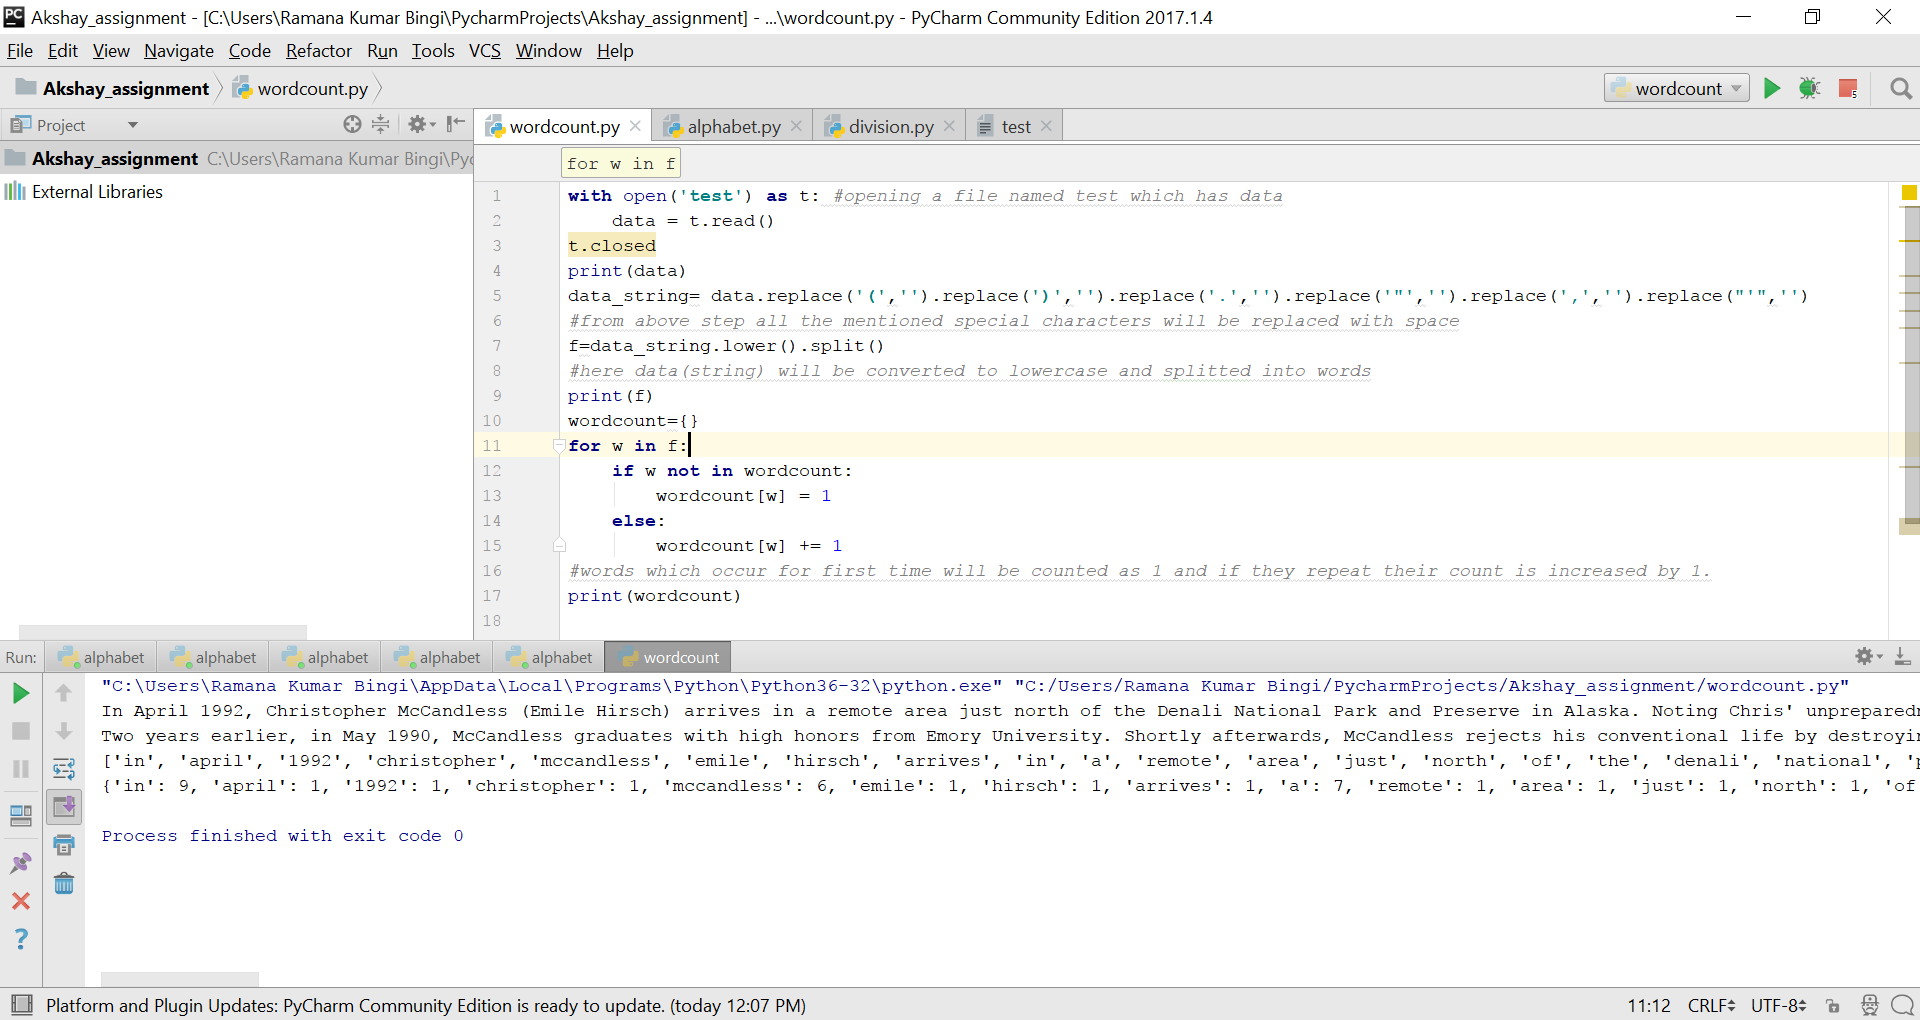 PC Akshay_assignment - [C:\Users\Ramana Kumar Bingi\PycharmProjects\Akshay_assignment] - ...\wordcount.py - PyCharm Community Edition 2017.1.4
File Edit View Navigate Code Refactor Run Tools VCS Window Help
Akshay_assignment wordcount.py wordcount 5
Project wordcount.py alphabet.py division.py test
Akshay_assignment C:\Users\Ramana Kumar Bingi\Pyc
External Libraries
for w in f
1 with open('test') as t: #opening a file named test which has data
2     data = t.read()
3 t.closed
4 print(data)
5 data_string= data.replace('(','').replace(')','').replace('.','').replace('"','').replace(',','').replace("'",'')
6 #from above step all the mentioned special characters will be replaced with space
7 f=data_string.lower().split()
8 #here data(string) will be converted to lowercase and splitted into words
9 print(f)
10 wordcount={}
11 for w in f:
12     if w not in wordcount:
13         wordcount[w] = 1
14     else:
15         wordcount[w] += 1
16 #words which occur for first time will be counted as 1 and if they repeat their count is increased by 1.
17 print(wordcount)
18
Run: alphabet alphabet alphabet alphabet alphabet wordcount
"C:\Users\Ramana Kumar Bingi\AppData\Local\Programs\Python\Python36-32\python.exe" "C:/Users/Ramana Kumar Bingi/PycharmProjects/Akshay_assignment/wordcount.py"
In April 1992, Christopher McCandless (Emile Hirsch) arrives in a remote area just north of the Denali National Park and Preserve in Alaska. Noting Chris' unpreparedn
Two years earlier, in May 1990, McCandless graduates with high honors from Emory University. Shortly afterwards, McCandless rejects his conventional life by destroyin
['in', 'april', '1992', 'christopher', 'mccandless', 'emile', 'hirsch', 'arrives', 'in', 'a', 'remote', 'area', 'just', 'north', 'of', 'the', 'denali', 'national', 'p
{'in': 9, 'april': 1, '1992': 1, 'christopher': 1, 'mccandless': 6, 'emile': 1, 'hirsch': 1, 'arrives': 1, 'a': 7, 'remote': 1, 'area': 1, 'just': 1, 'north': 1, 'of
Process finished with exit code 0
Platform and Plugin Updates: PyCharm Community Edition is ready to update. (today 12:07 PM) 11:12 CRLF UTF-8